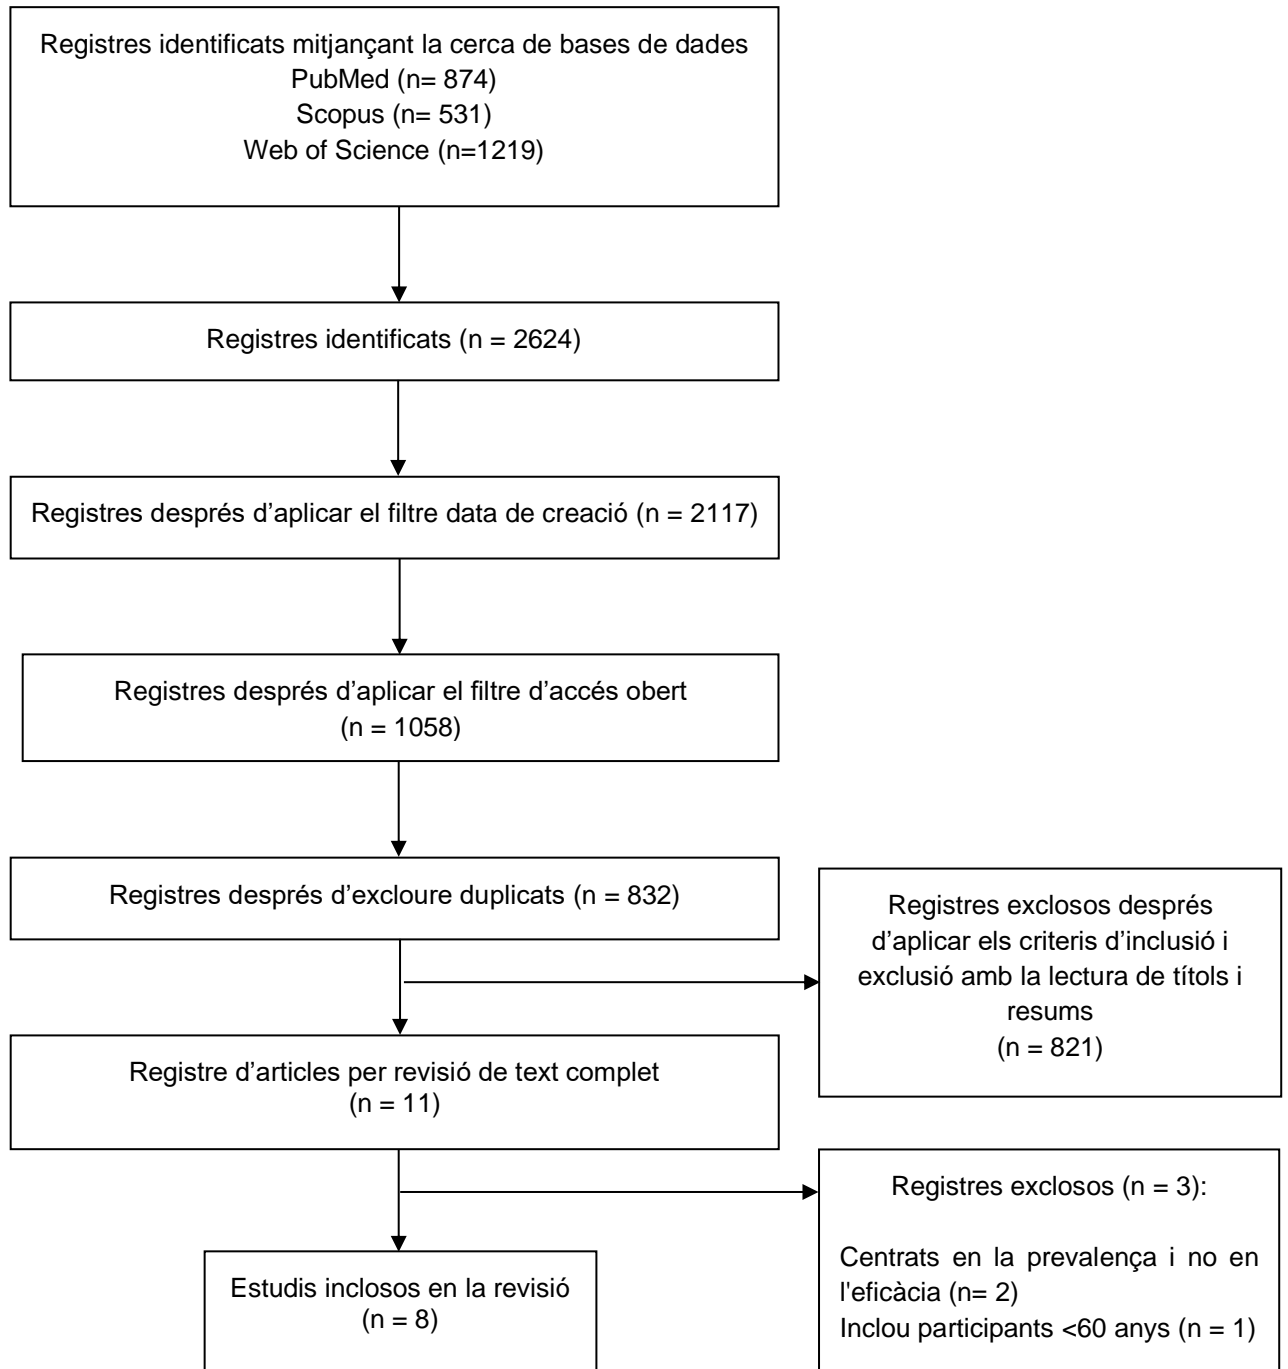 Registres identificats mitjançant la cerca de bases de dades
PubMed (n= 874)
Scopus (n= 531)
Web of Science (n=1219)
Registres identificats (n = 2624)
Registres després d’aplicar el filtre data de creació (n = 2117)
Registres després d’aplicar el filtre d’accés obert
(n = 1058)
Registres després d’excloure duplicats (n = 832)
Registres exclosos després
d’aplicar els criteris d’inclusió i
exclusió amb la lectura de títols i
resums
(n = 821)
Registre d’articles per revisió de text complet
(n = 11)
Registres exclosos (n = 3):
Centrats en la prevalença i no en
l'eficàcia (n= 2)
Inclou participants <60 anys (n = 1)
Estudis inclosos en la revisió
(n = 8)